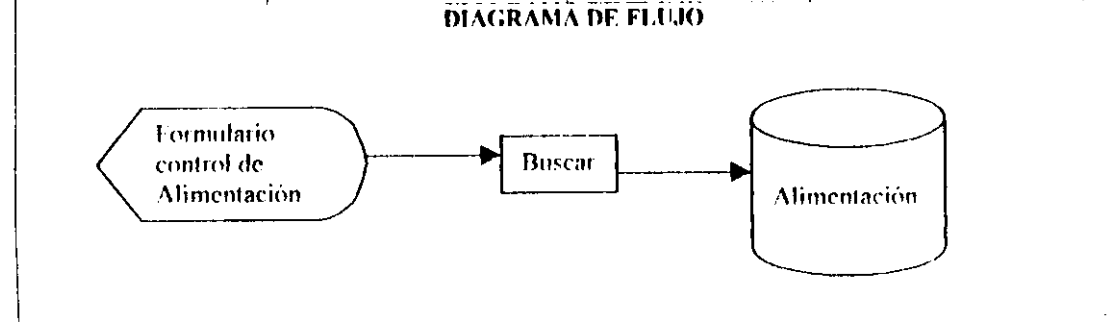 DIAGRAMA DE FLUJO
Formulario
control de
Alimentación
Buscar
Alimentación